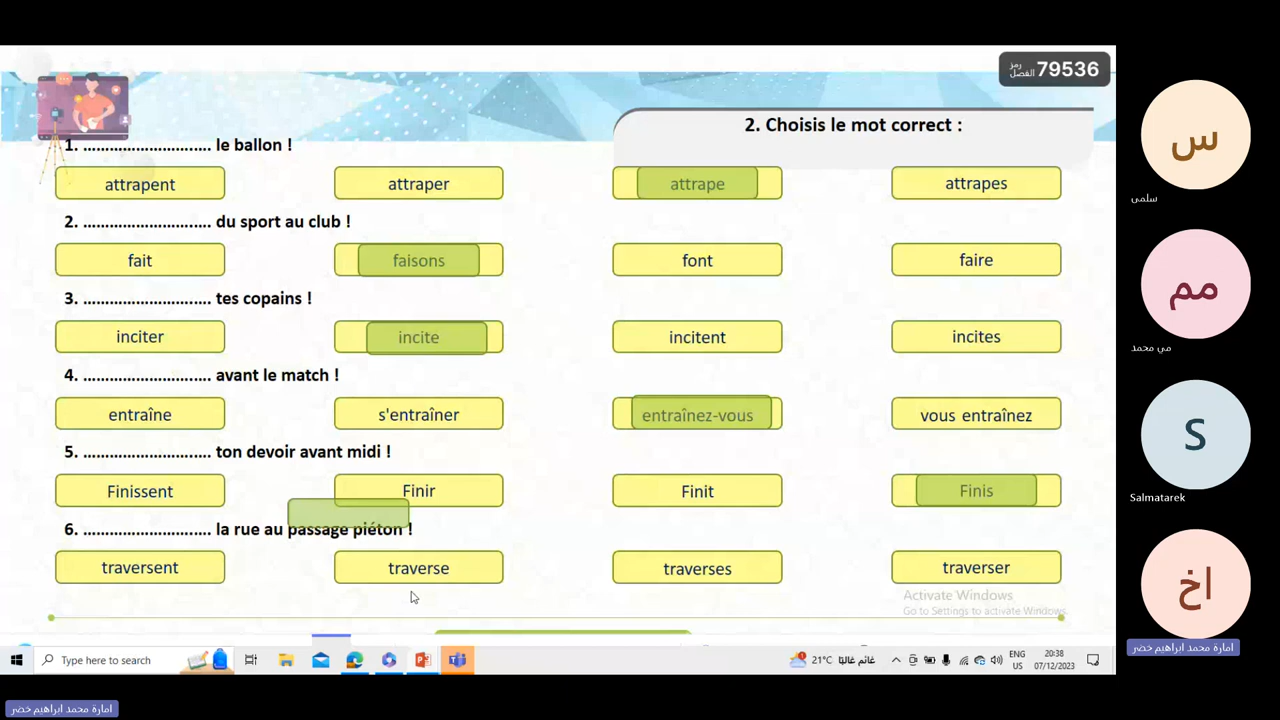 رمز الفصل 79536
2. Choisis le mot correct :
1. ............................ le ballon !
attrapent attraper attrape attrapes
2. ............................ du sport au club !
fait faisons font faire
3. ............................ tes copains !
inciter incite incitent incites
4. ............................ avant le match !
entraîne s'entraîner entraînez-vous vous entraînez
5. ............................ ton devoir avant midi !
Finissent Finir Finit Finis
6. ............................ la rue au passage piéton !
traversent traverse traverses traverser
Activate Windows
Go to Settings to activate Windows.
Type here to search
21°C غائم غالبًا
ENG
US
20:38
07/12/2023
س
سلمى
مم
مي محمد
S
Salmatarek
اخ
امارة محمد ابراهيم خضر
امارة محمد ابراهيم خضر